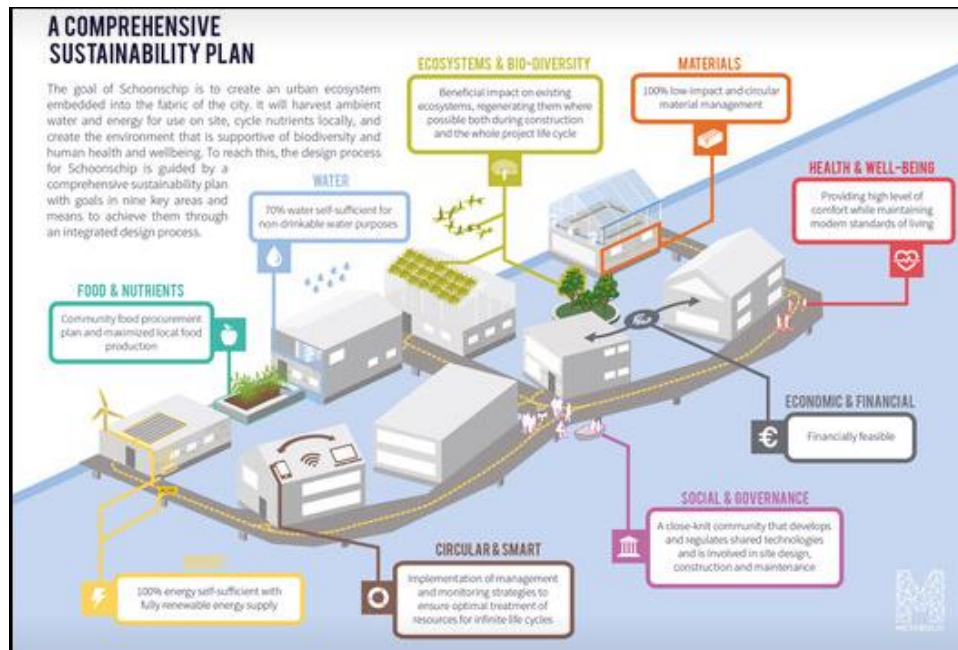 A COMPREHENSIVE
SUSTAINABILITY PLAN
The goal of Schoonschip is to create an urban ecosystem
embedded into the fabric of the city. It will harvest ambient
water and energy for use on site, cycle nutrients locally, and
create the environment that is supportive of biodiversity and
human health and wellbeing. To reach this, the design process
for Schoonschip is guided by a
comprehensive sustainability plan
with goals in nine key areas and
means to achieve them through
an integrated design process.
ECOSYSTEMS & BIO-DIVERSITY
Beneficial impact on existing
ecosystems, regenerating them where
possible both during construction
and the whole project life cycle
MATERIALS
100% low-impact and circular
material management
HEALTH & WELL-BEING
Providing high level of
comfort while maintaining
modern standards of living
WATER
70% water self-sufficient for
non-drinkable water purposes
FOOD & NUTRIENTS
Community food procurement
plan and maximized local food
production
ECONOMIC & FINANCIAL
€
Financially feasible
SOCIAL & GOVERNANCE
A close-knit community that develops
and regulates shared technologies
and is involved in site design,
construction and maintenance
CIRCULAR & SMART
Implementation of management
and monitoring strategies to
ensure optimal treatment of
resources for infinite life cycles
100% energy self-sufficient with
fully renewable energy supply
M